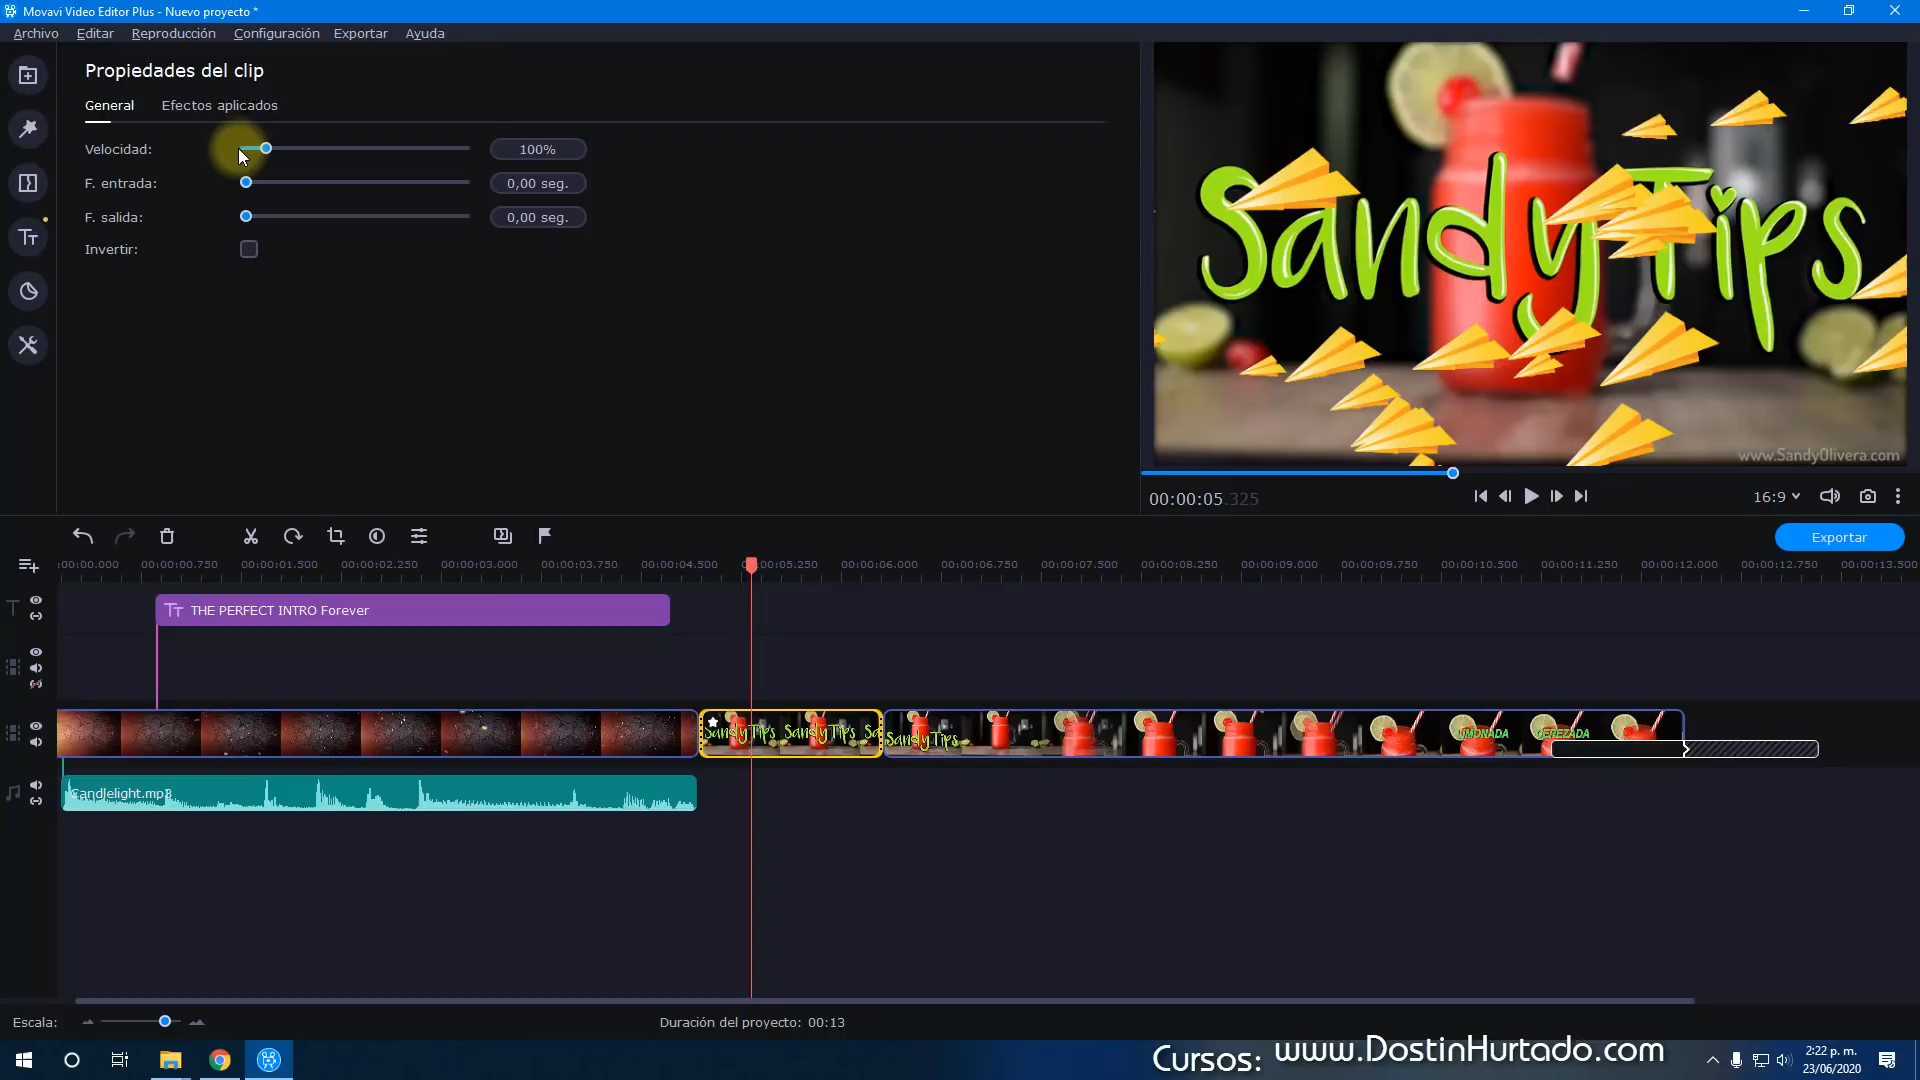 Movavi Video Editor Plus - Nuevo proyecto *
Archivo Editar Reproducción Configuración Exportar Ayuda
Propiedades del clip
General Efectos aplicados
Velocidad: 100%
F. entrada: 0,00 seg.
F. salida: 0,00 seg.
Invertir:
Sandy Tips
www.SandyOlivera.com
00:00:05.325
16:9
Exportar
:00:00.000 00:00:00.750 00:00:01.500 00:00:02.250 00:00:03.000 00:00:03.750 00:00:04.500 00:05.250 00:00:06.000 00:00:06.750 00:00:07.500 00:00:08.250 00:00:09.000 00:00:09.750 00:00:10.500 00:00:11.250 00:00:12.000 00:00:12.750 00:00:13.500
Tt THE PERFECT INTRO Forever
SandyTips SandyTips Sa SandyTips LIMONADA CEREZADA
Candlelight.mp3
Escala: Duración del proyecto: 00:13
Cursos: www.DostinHurtado.com
2:22 p. m.
23/06/2020